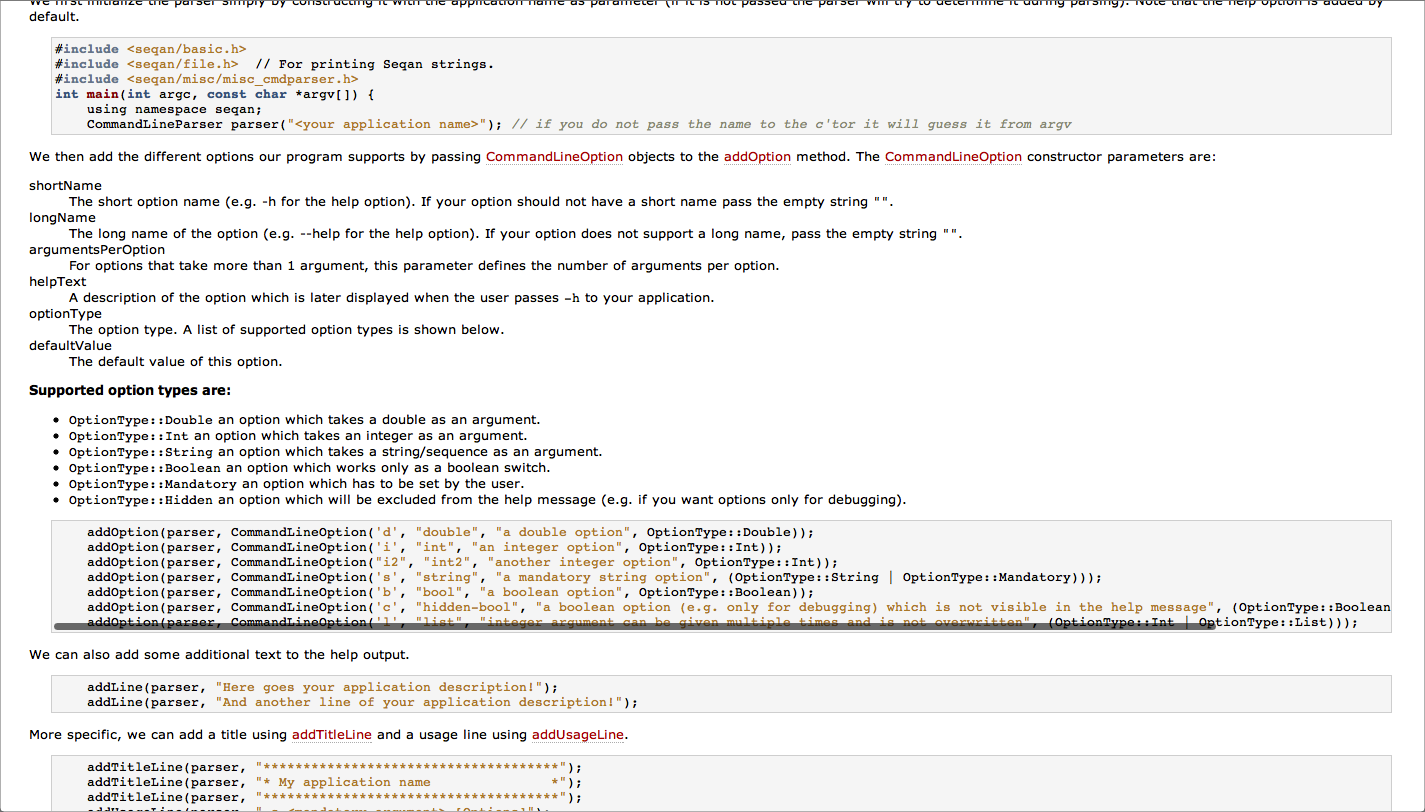 We first initialize the parser simply by constructing it with the application name as parameter (if it is not passed the parser will try to determine it during parsing). Note that the help option is added by
default.
#include <seqan/basic.h>
#include <seqan/file.h>  // For printing Seqan strings.
#include <seqan/misc/misc_cmdparser.h>
int main(int argc, const char *argv[]) {
    using namespace seqan;
    CommandLineParser parser("<your application name>"); // if you do not pass the name to the c'tor it will guess it from argv
We then add the different options our program supports by passing CommandLineOption objects to the addOption method. The CommandLineOption constructor parameters are:
shortName
The short option name (e.g. -h for the help option). If your option should not have a short name pass the empty string "".
longName
The long name of the option (e.g. --help for the help option). If your option does not support a long name, pass the empty string "".
argumentsPerOption
For options that take more than 1 argument, this parameter defines the number of arguments per option.
helpText
A description of the option which is later displayed when the user passes -h to your application.
optionType
The option type. A list of supported option types is shown below.
defaultValue
The default value of this option.
Supported option types are:
• OptionType::Double an option which takes a double as an argument.
• OptionType::Int an option which takes an integer as an argument.
• OptionType::String an option which takes a string/sequence as an argument.
• OptionType::Boolean an option which works only as a boolean switch.
• OptionType::Mandatory an option which has to be set by the user.
• OptionType::Hidden an option which will be excluded from the help message (e.g. if you want options only for debugging).
    addOption(parser, CommandLineOption('d', "double", "a double option", OptionType::Double));
    addOption(parser, CommandLineOption('i', "int", "an integer option", OptionType::Int));
    addOption(parser, CommandLineOption("i2", "int2", "another integer option", OptionType::Int));
    addOption(parser, CommandLineOption('s', "string", "a mandatory string option", (OptionType::String | OptionType::Mandatory)));
    addOption(parser, CommandLineOption('b', "bool", "a boolean option", OptionType::Boolean));
    addOption(parser, CommandLineOption('c', "hidden-bool", "a boolean option (e.g. only for debugging) which is not visible in the help message", (OptionType::Boolean
    addOption(parser, CommandLineOption('l', "list", "integer argument can be given multiple times and is not overwritten", (OptionType::Int | OptionType::List)));
We can also add some additional text to the help output.
    addLine(parser, "Here goes your application description!");
    addLine(parser, "And another line of your application description!");
More specific, we can add a title using addTitleLine and a usage line using addUsageLine.
    addTitleLine(parser, "*************************************");
    addTitleLine(parser, "* My application name               *");
    addTitleLine(parser, "*************************************");